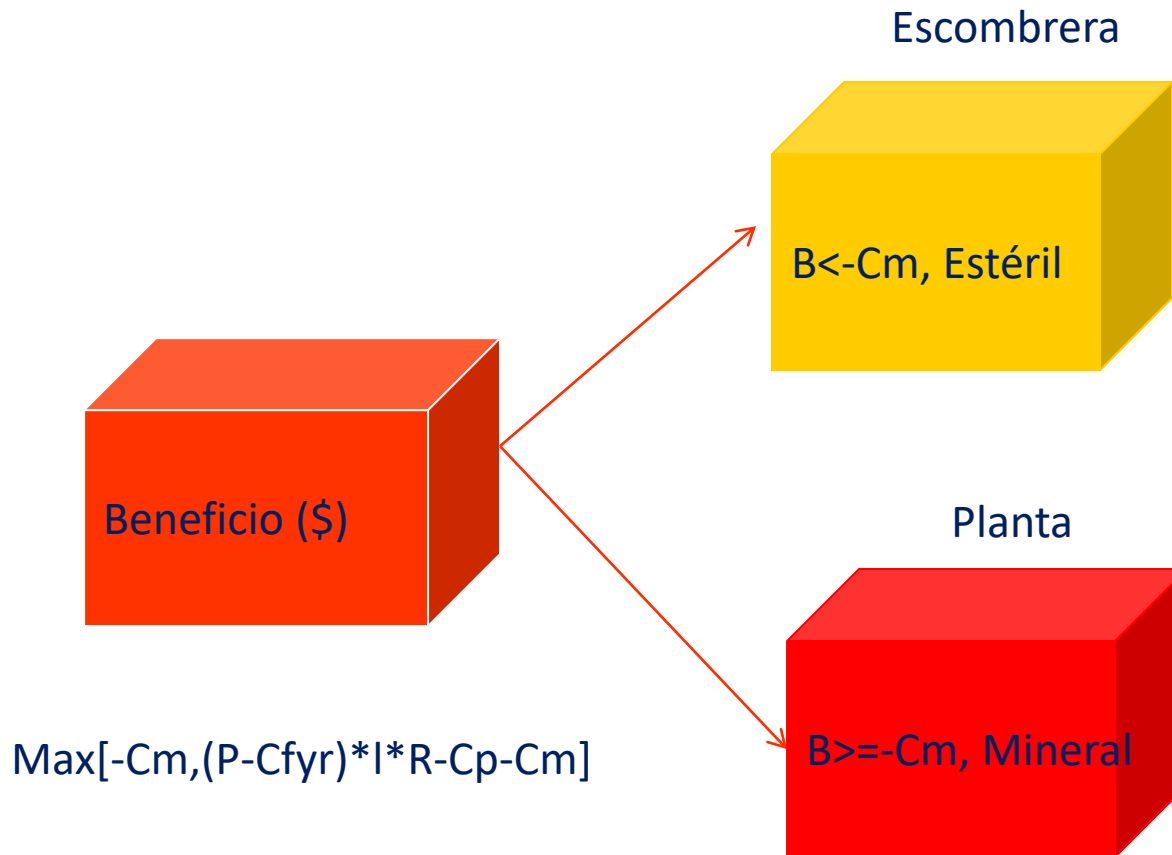 Escombrera
B<-Cm, Estéril
Beneficio ($)
Planta
Max[-Cm,(P-Cfyr)*l*R-Cp-Cm]
B>=-Cm, Mineral